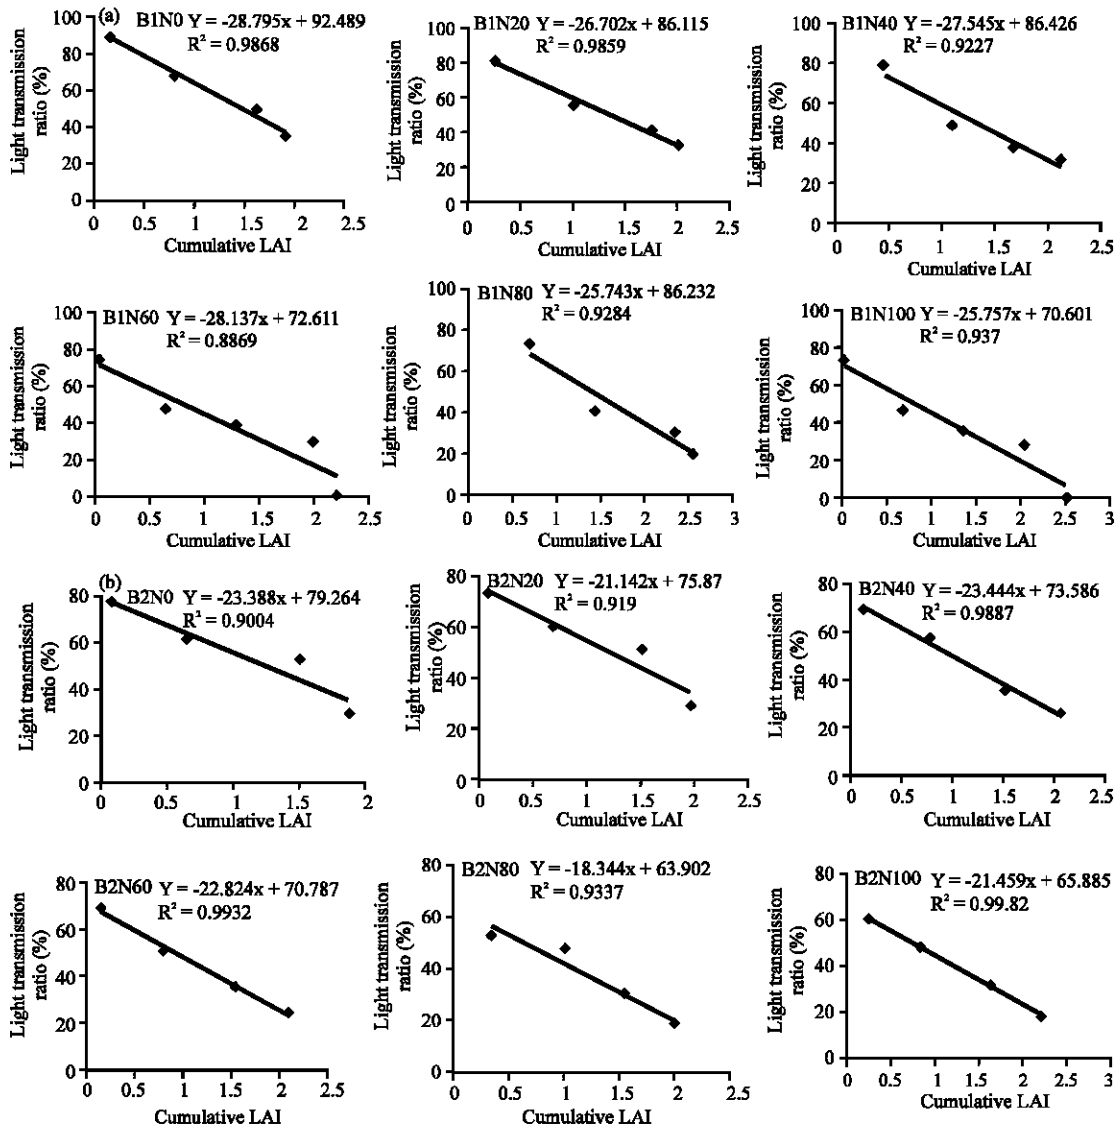 (a) B1N0 Y = -28.795x + 92.489
R² = 0.9868
100
80
60
40
20
0
0 0.5 1 1.5 2 2.5
Light transmission
ratio (%)
Cumulative LAI
B1N20 Y = -26.702x + 86.115
R² = 0.9859
100
80
60
40
20
0
0 0.5 1 1.5 2 2.5
Light transmission
ratio (%)
Cumulative LAI
B1N40 Y = -27.545x + 86.426
R² = 0.9227
100
80
60
40
20
0
0 0.5 1 1.5 2 2.5
Light transmission
ratio (%)
Cumulative LAI
B1N60 Y = -28.137x + 72.611
R² = 0.8869
100
80
60
40
20
0
0 0.5 1 1.5 2 2.5
Light transmission
ratio (%)
Cumulative LAI
B1N80 Y = -25.743x + 86.232
R² = 0.9284
100
80
60
40
20
0
0 0.5 1 1.5 2 2.5 3
Light transmission
ratio (%)
Cumulative LAI
B1N100 Y = -25.757x + 70.601
R² = 0.937
100
80
60
40
20
0
0 0.5 1 1.5 2 2.5 3
Light transmission
ratio (%)
Cumulative LAI
(b) B2N0 Y = -23.388x + 79.264
R² = 0.9004
80
60
40
20
0
0 0.5 1 1.5 2
Light transmission
ratio (%)
Cumulative LAI
B2N20 Y = -21.142x + 75.87
R² = 0.919
80
60
40
20
0
0 0.5 1 1.5 2 2.5
Light transmission
ratio (%)
Cumulative LAI
B2N40 Y = -23.444x + 73.586
R² = 0.9887
80
60
40
20
0
0 0.5 1 1.5 2 2.5
Light transmission
ratio (%)
Cumulative LAI
B2N60 Y = -22.824x + 70.787
R² = 0.9932
80
60
40
20
0
0 0.5 1 1.5 2 2.5
Light transmission
ratio (%)
Cumulative LAI
B2N80 Y = -18.344x + 63.902
R² = 0.9337
80
60
40
20
0
0 0.5 1 1.5 2 2.5
Light transmission
ratio (%)
Cumulative LAI
B2N100 Y = -21.459x + 65.885
R² = 0.99.82
80
60
40
20
0
0 0.5 1 1.5 2 2.5 3
Light transmission
ratio (%)
Cumulative LAI